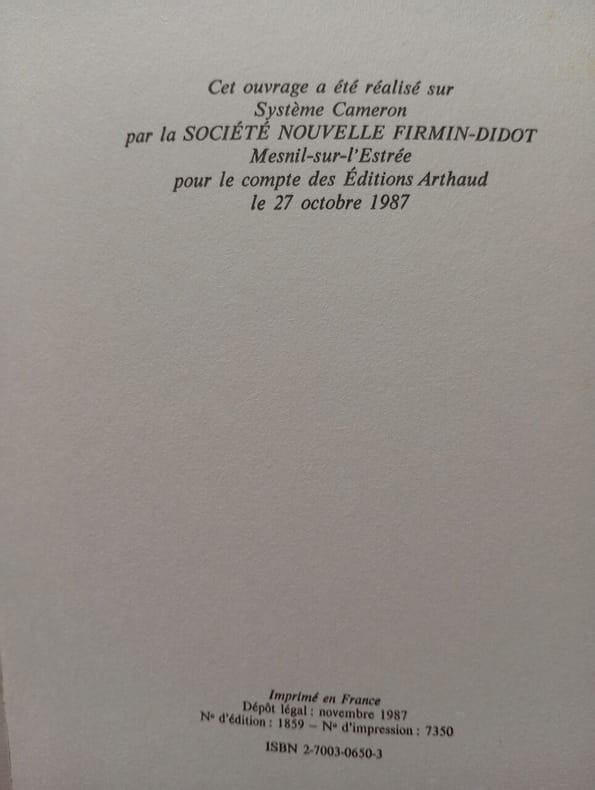 Cet ouvrage a été réalisé sur
Système Cameron
par la SOCIÉTÉ NOUVELLE FIRMIN-DIDOT
Mesnil-sur-l'Estrée
pour le compte des Éditions Arthaud
le 27 octobre 1987
Imprimé en France
Dépôt légal : novembre 1987
Nº d'édition : 1859 – Nº d'impression : 7350
ISBN 2-7003-0650-3